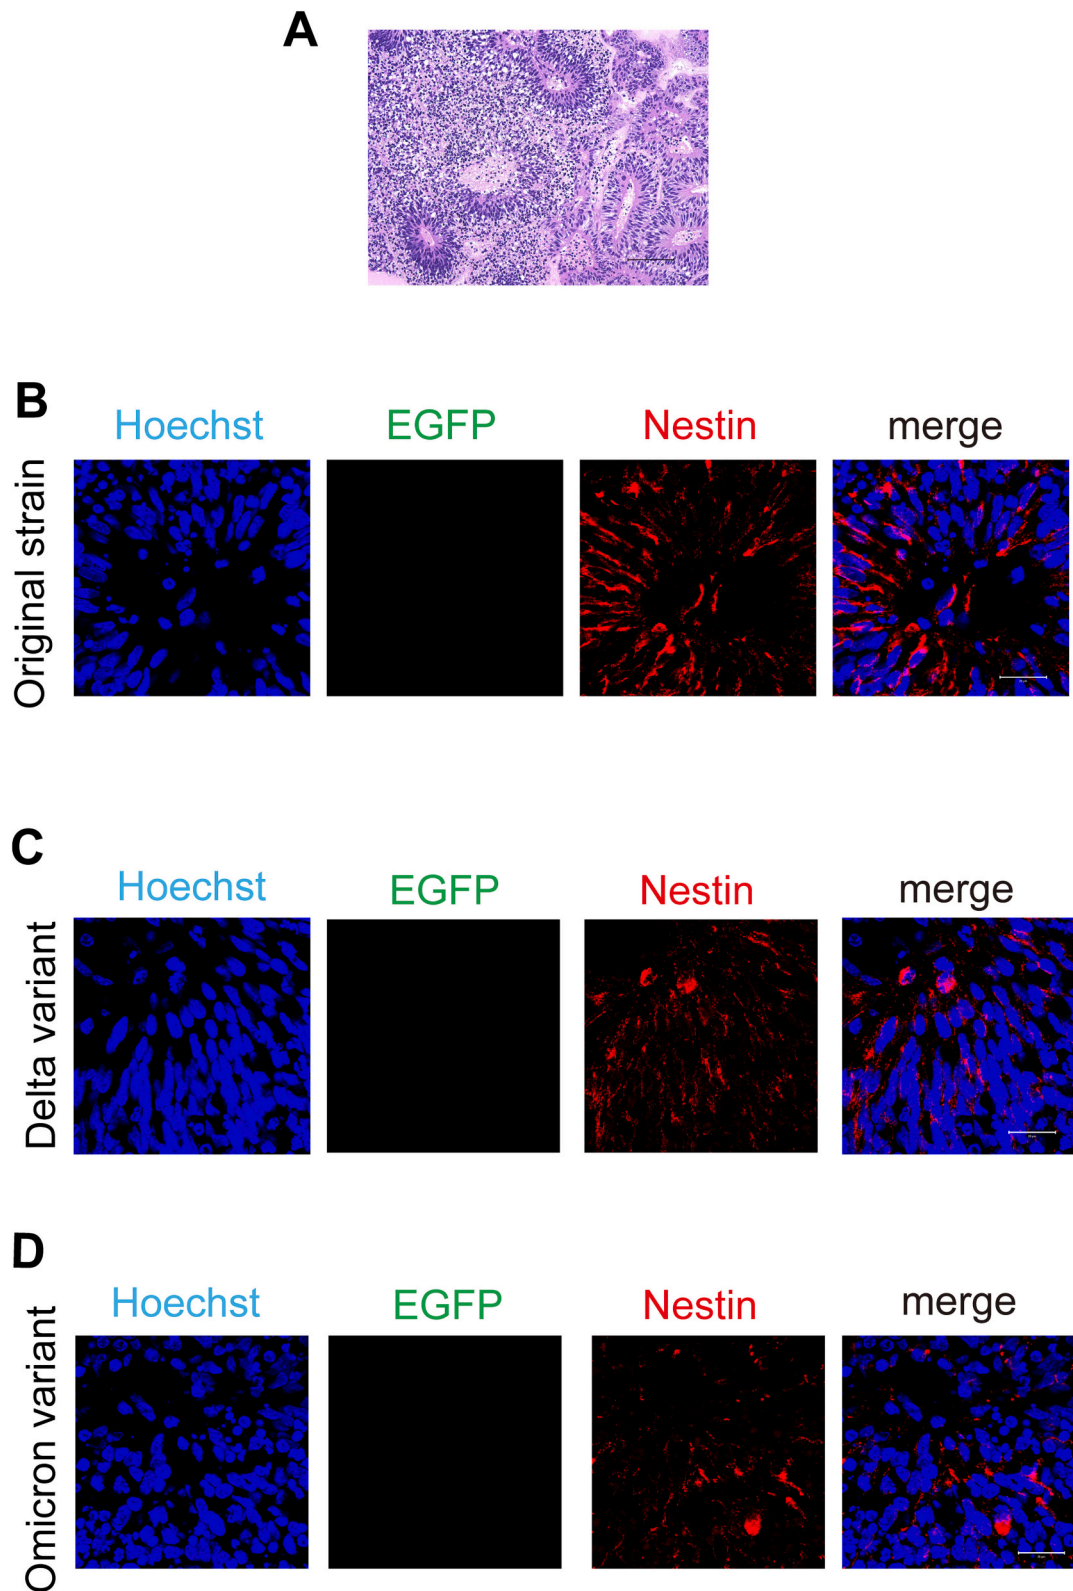 A
B
Hoechst EGFP Nestin merge
Original strain
C
Hoechst EGFP Nestin merge
Delta variant
D
Hoechst EGFP Nestin merge
Omicron variant